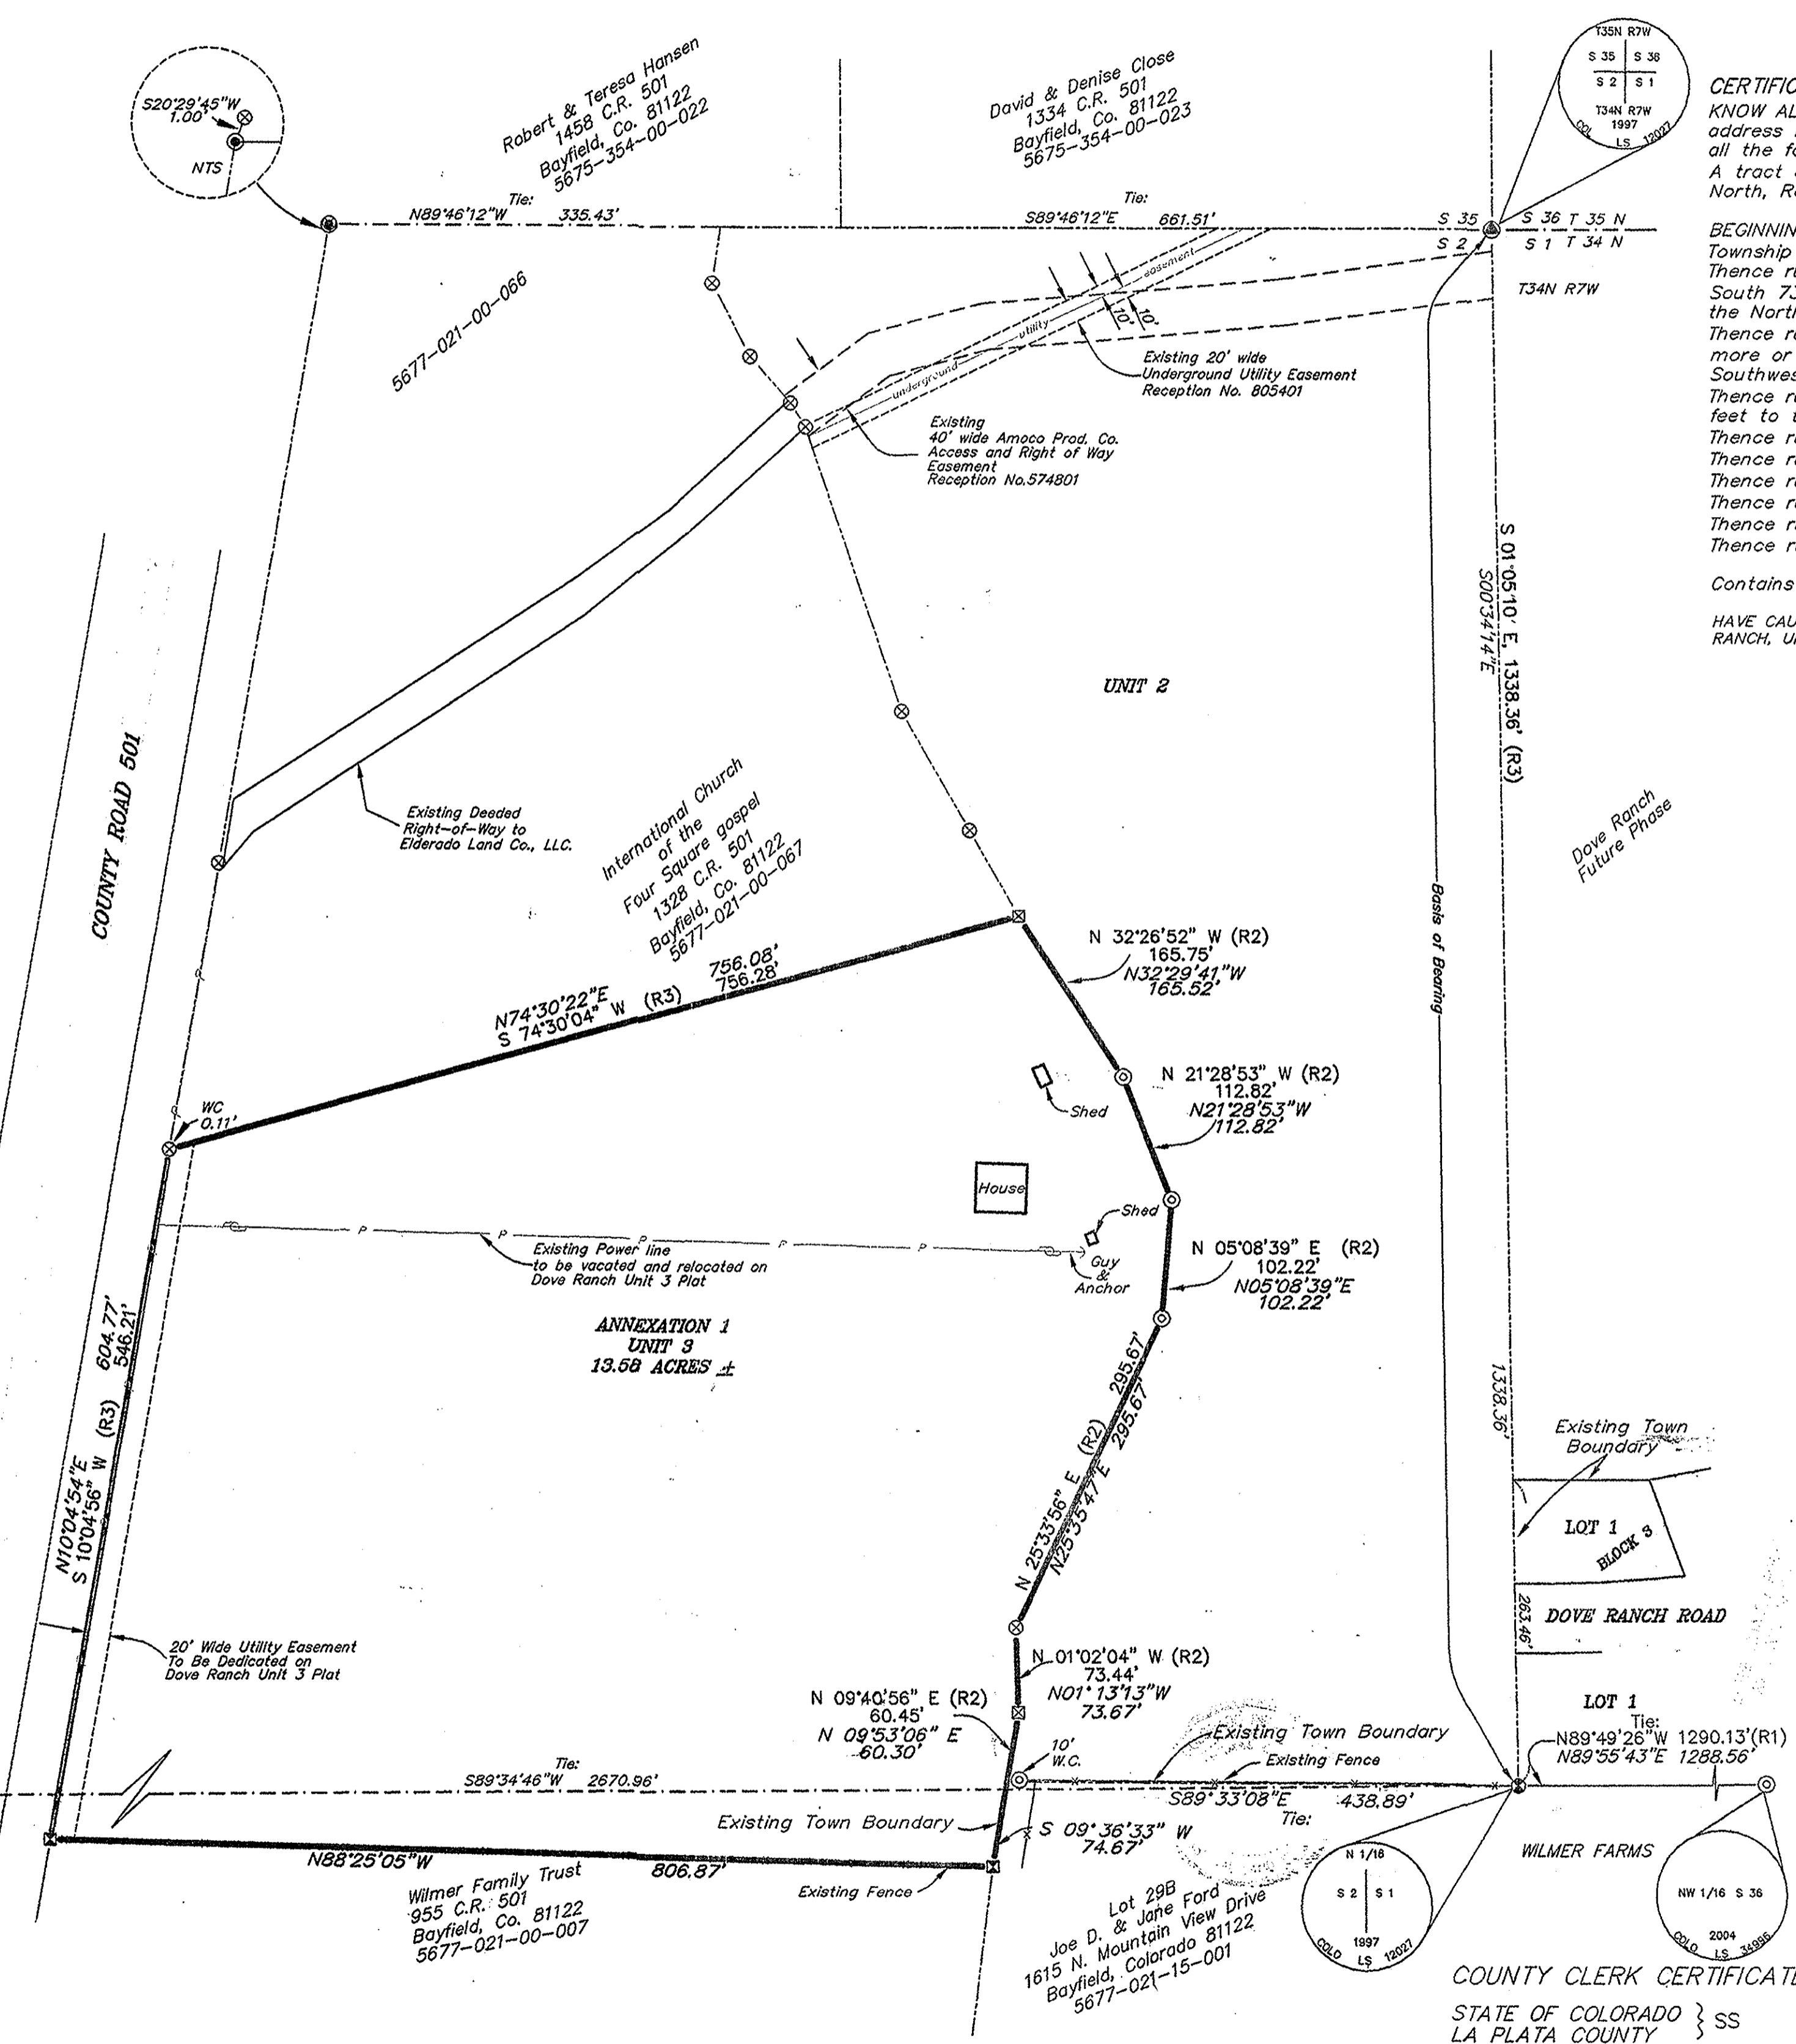 S20°29'45"W
1.00'
NTS
Robert & Teresa Hansen
1458 C.R. 501
Bayfield, Co. 81122
5675-354-00-022
David & Denise Close
1334 C.R. 501
Bayfield, Co. 81122
5675-354-00-023
T35N R7W
S 35 S 36
S 2 S 1
T34N R7W
1997
COL LS 12027
Tie:
N89°46'12"W 335.43'
Tie:
S89°46'12"E 661.51'
S 35 S 36 T 35 N
S 2 S 1 T 34 N
T34N R7W
5677-021-00-066
underground utility easement
10' 10'
Existing 20' wide
Underground Utility Easement
Reception No. 805401
Existing
40' wide Amoco Prod. Co.
Access and Right of Way
Easement
Reception No.574801
CERTIFIC
KNOW AL
address
all the fo
A tract
North, R
BEGINNIN
Township
Thence r
South 73
the North
Thence r
more or
Southwes
Thence r
feet to t
Thence r
Thence r
Thence r
Thence r
Thence r
Thence r
Contains
HAVE CAU
RANCH, U
S 01°05'10" E, 1338.36' (R3)
S00°34'14"E
1338.36'
UNIT 2
COUNTY ROAD 501
Existing Deeded
Right-of-Way to
Elderado Land Co., LLC.
International Church
of the
Four Square gospel
1328 C.R. 501
Bayfield, Co. 81122
5677-021-00-067
Dove Ranch
Future Phase
Basis of Bearing
N74°30'22"E 756.08'
S 74°30'04" W (R3) 756.28'
N 32°26'52" W (R2)
165.75'
N32°29'41"W
165.52'
WC
0.11'
Shed
N 21°28'53" W (R2)
112.82'
N21°28'53"W
112.82'
House
Shed
Guy
&
Anchor
P P P P P
Existing Power line
to be vacated and relocated on
Dove Ranch Unit 3 Plat
N 05°08'39" E (R2)
102.22'
N05°08'39"E
102.22'
ANNEXATION 1
UNIT 3
13.58 ACRES ±
N10°04'54"E 604.77'
S 10°04'56" W (R3) 546.21'
N 25°33'56" E (R2) 295.67'
N25°35'47"E 295.67'
Existing Town
Boundary
LOT 1
BLOCK 3
263.46'
DOVE RANCH ROAD
20' Wide Utility Easement
To Be Dedicated on
Dove Ranch Unit 3 Plat
N 01°02'04" W (R2)
73.44'
N01°13'13"W
73.67'
N 09°40'56" E (R2)
60.45'
N 09°53'06" E
60.30'
10'
W.C.
Existing Town Boundary
Existing Fence
LOT 1
Tie:
N89°49'26"W 1290.13'(R1)
N89°55'43"E 1288.56'
Tie:
S89°34'46"W 2670.96'
S89°33'08"E 438.89'
Tie:
Existing Town Boundary
S 09°36'33" W
74.67'
N88°25'05"W 806.87'
Existing Fence
Wilmer Family Trust
955 C.R. 501
Bayfield, Co. 81122
5677-021-00-007
Lot 29B
Joe D. & Jane Ford
1615 N. Mountain View Drive
Bayfield, Colorado 81122
5677-021-15-001
N 1/16
S 2 S 1
1997
COLO LS 12027
WILMER FARMS
NW 1/16 S 36
2004
COLO LS 34996
COUNTY CLERK CERTIFICATE
STATE OF COLORADO } SS
LA PLATA COUNTY